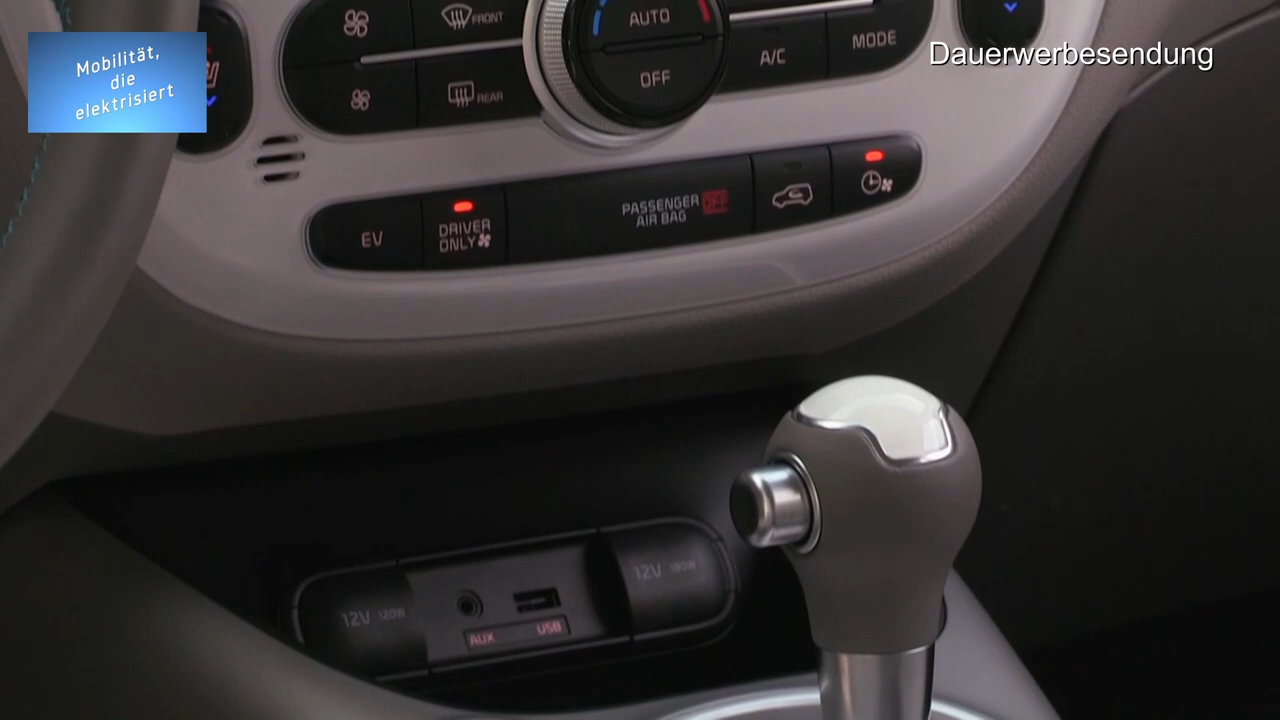 Mobilität,
die
elektrisiert
Dauerwerbesendung
FRONT
AUTO
OFF
A/C
MODE
REAR
EV
DRIVER
ONLY
PASSENGER OFF
AIR BAG
12V 120W
AUX USB
12V 180W